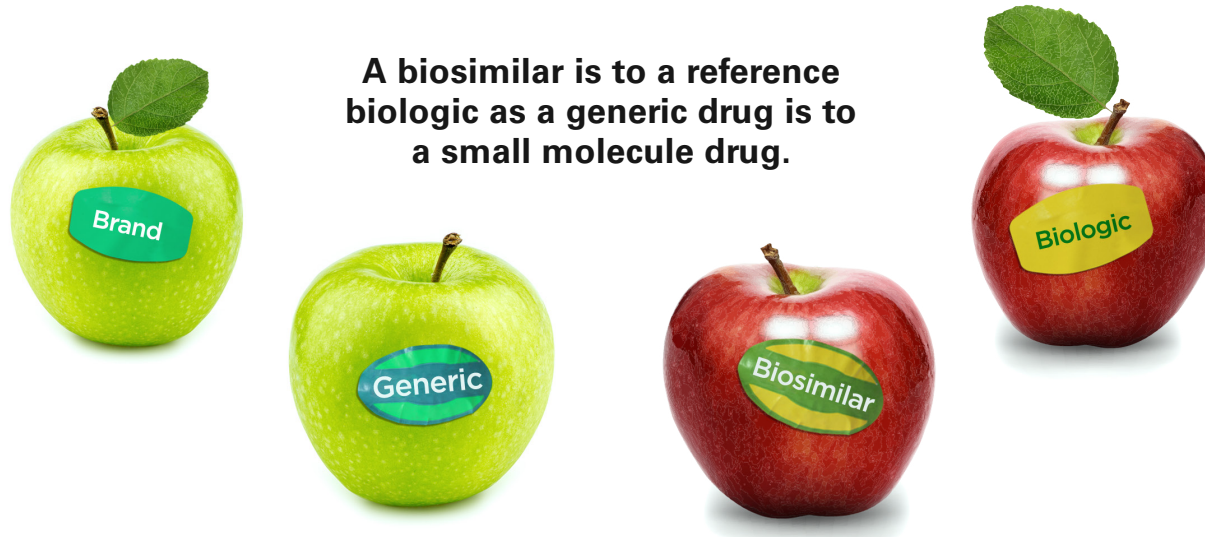 A biosimilar is to a reference
biologic as a generic drug is to
a small molecule drug.
Brand
Generic
Biosimilar
Biologic